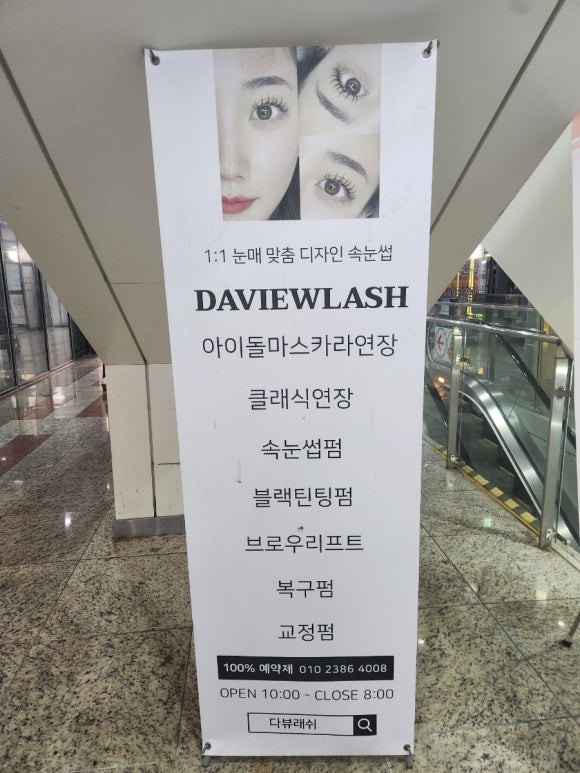 1:1 눈매 맞춤 디자인 속눈썹
DAVIEWLASH
아이돌마스카라연장
클래식연장
속눈썹펌
블랙틴팅펌
브로우리프트
복구펌
교정펌
100% 예약제 010 2386 4008
OPEN 10:00 - CLOSE 8:00
다뷰래쉬